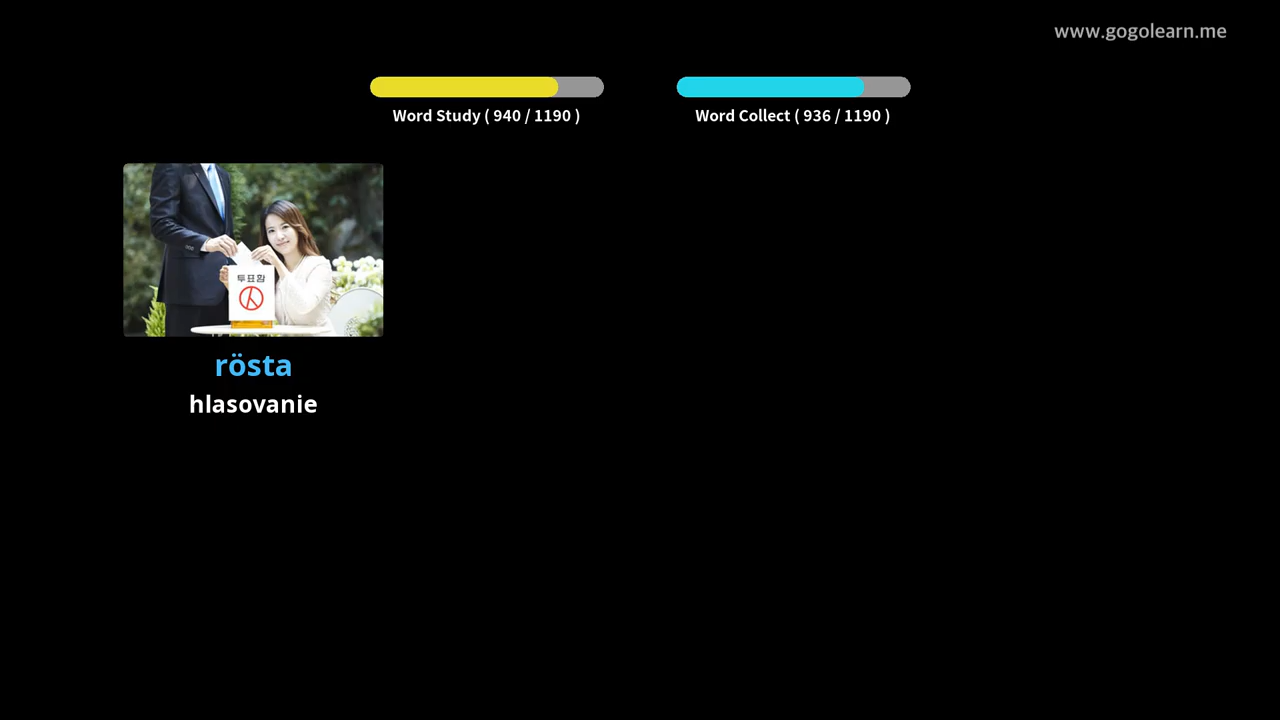 www.gogolearn.me
Word Study ( 940 / 1190 )
Word Collect ( 936 / 1190 )
투표함
rösta
hlasovanie